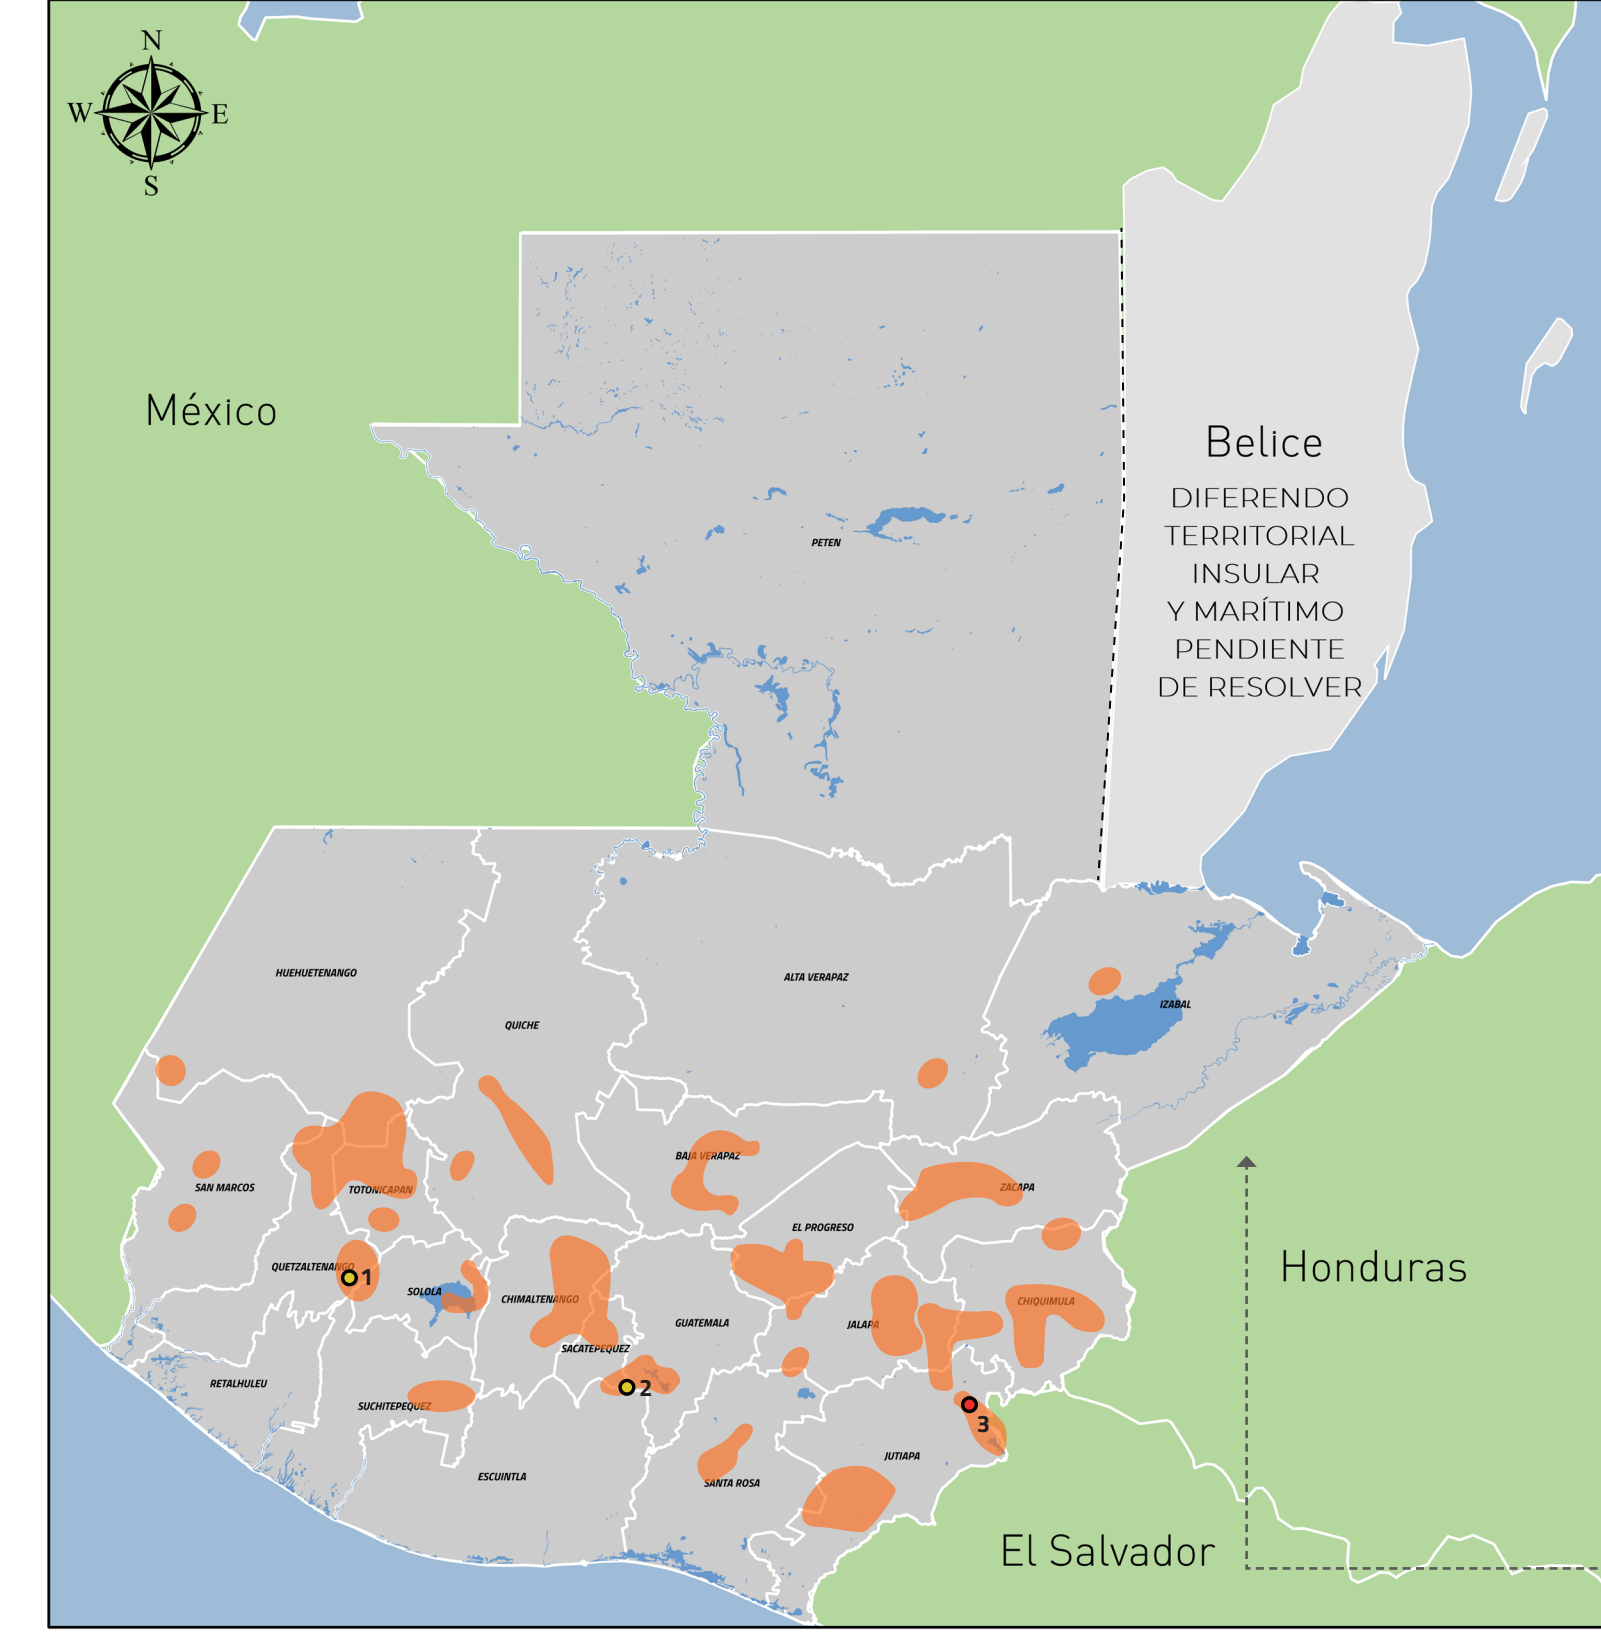 N
W
E
S
México
Belice
DIFERENDO
TERRITORIAL
INSULAR
Y MARÍTIMO
PENDIENTE
DE RESOLVER
PETEN
HUEHUETENANGO
ALTA VERAPAZ
IZABAL
QUICHE
BAJA VERAPAZ
SAN MARCOS
TOTONICAPAN
ZACAPA
EL PROGRESO
QUETZALTENANGO
1
SOLOLA
CHIMALTENANGO
CHIQUIMULA
GUATEMALA
JALAPA
SACATEPEQUEZ
Honduras
RETALHULEU
2
SUCHITEPEQUEZ
3
JUTIAPA
ESCUINTLA
SANTA ROSA
El Salvador